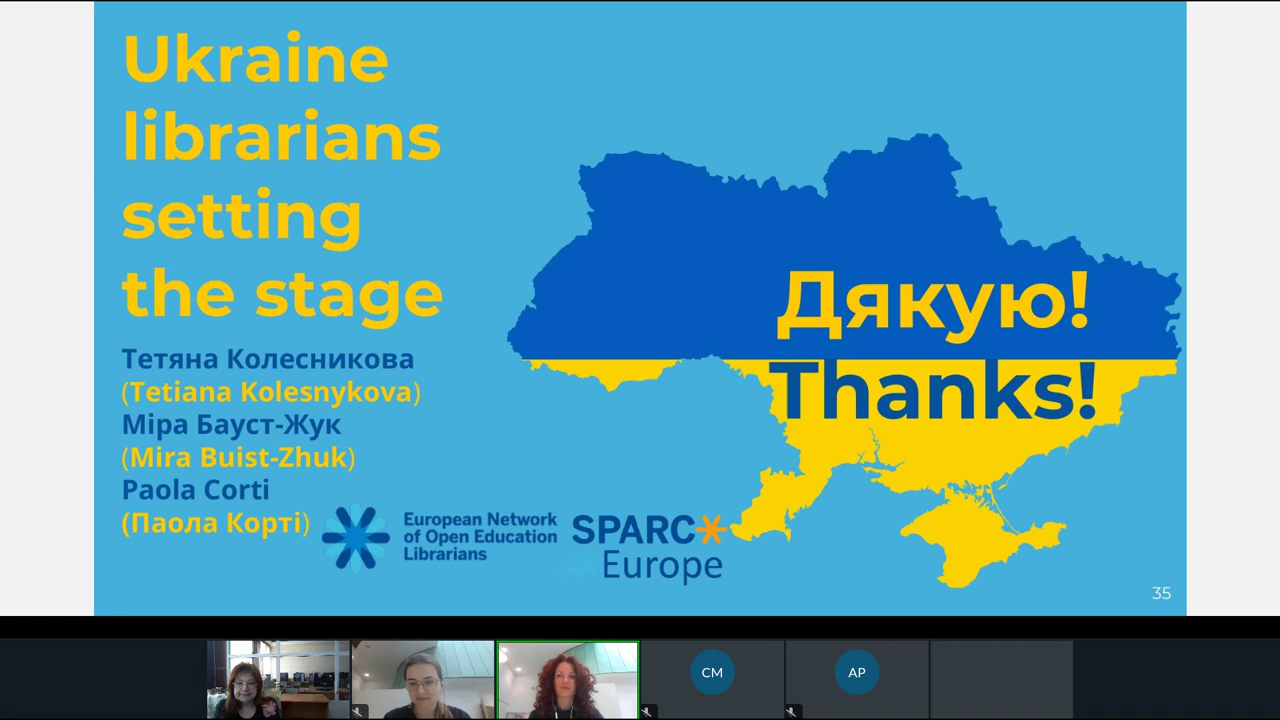 Ukraine
librarians
setting
the stage
Тетяна Колесникова
(Tetiana Kolesnykova)
Міра Бауст-Жук
(Mira Buist-Zhuk)
Paola Corti
(Паола Корті)
European Network
of Open Education
Librarians
SPARC
Europe
Дякую!
Thanks!
35
CM
AP